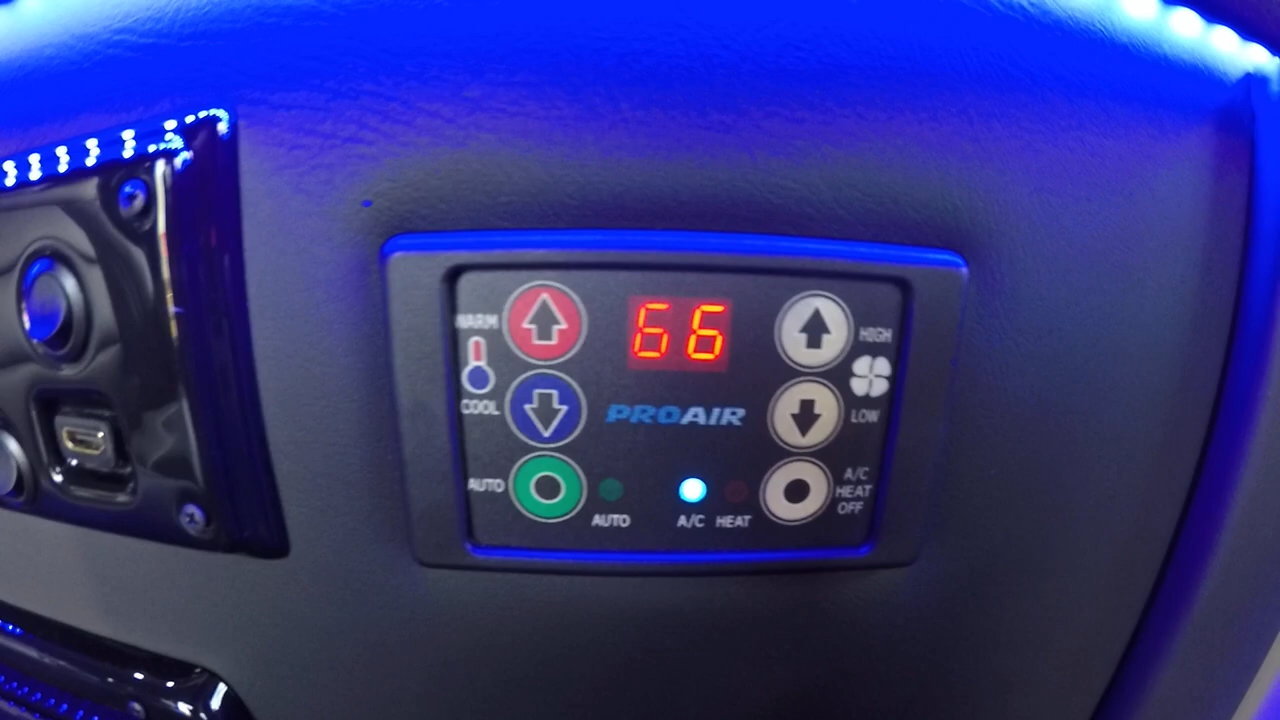 WARM
66
HIGH
COOL
PROAIR
LOW
AUTO
AUTO
A/C
HEAT
A/C
HEAT
OFF